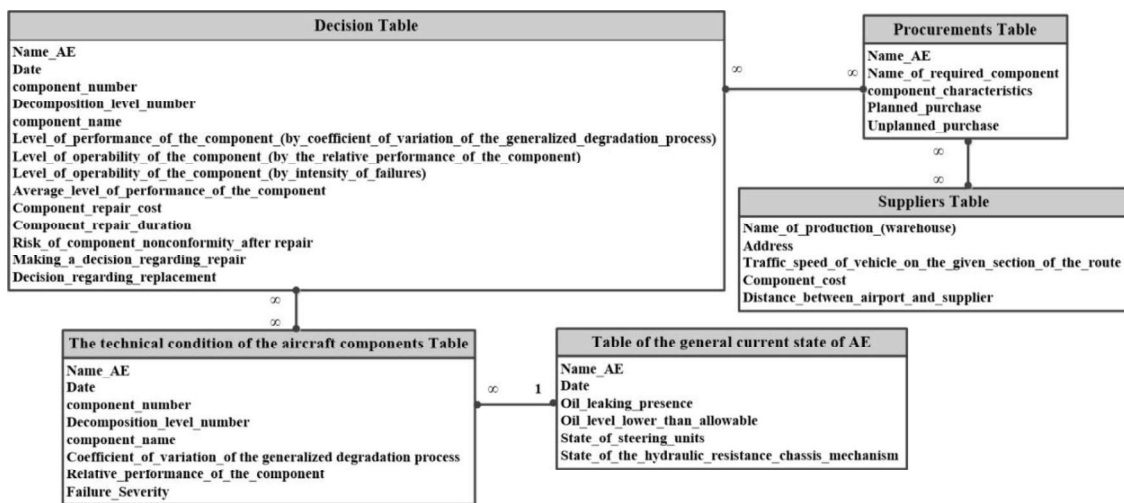 Decision Table
Name_AE
Date
component_number
Decomposition_level_number
component_name
Level_of_performance_of_the_component_(by_coefficient_of_variation_of_the_generalized_degradation_process)
Level_of_operability_of_the_component_(by_the_relative_performance_of_the_component)
Level_of_operability_of_the_component_(by_intensity_of_failures)
Average_level_of_performance_of_the_component
Component_repair_cost
Component_repair_duration
Risk_of_component_nonconformity_after repair
Making_a_decision_regarding_repair
Decision_regarding_replacement
∞
∞
Procurements Table
Name_AE
Name_of_required_component
component_characteristics
Planned_purchase
Unplanned_purchase
∞
∞
Suppliers Table
Name_of_production_(warehouse)
Address
Traffic_speed_of_vehicle_on_the_given_section_of_the_route
Component_cost
Distance_between_airport_and_supplier
∞
∞
The technical condition of the aircraft components Table
Name_AE
Date
component_number
Decomposition_level_number
component_name
Coefficient_of_variation_of the generalized degradation process
Relative_performance_of_the_component
Failure_Severity
∞ 1
Table of the general current state of AE
Name_AE
Date
Oil_leaking_presence
Oil_level_lower_than_allowable
State_of_steering_units
State_of_the_hydraulic_resistance_chassis_mechanism